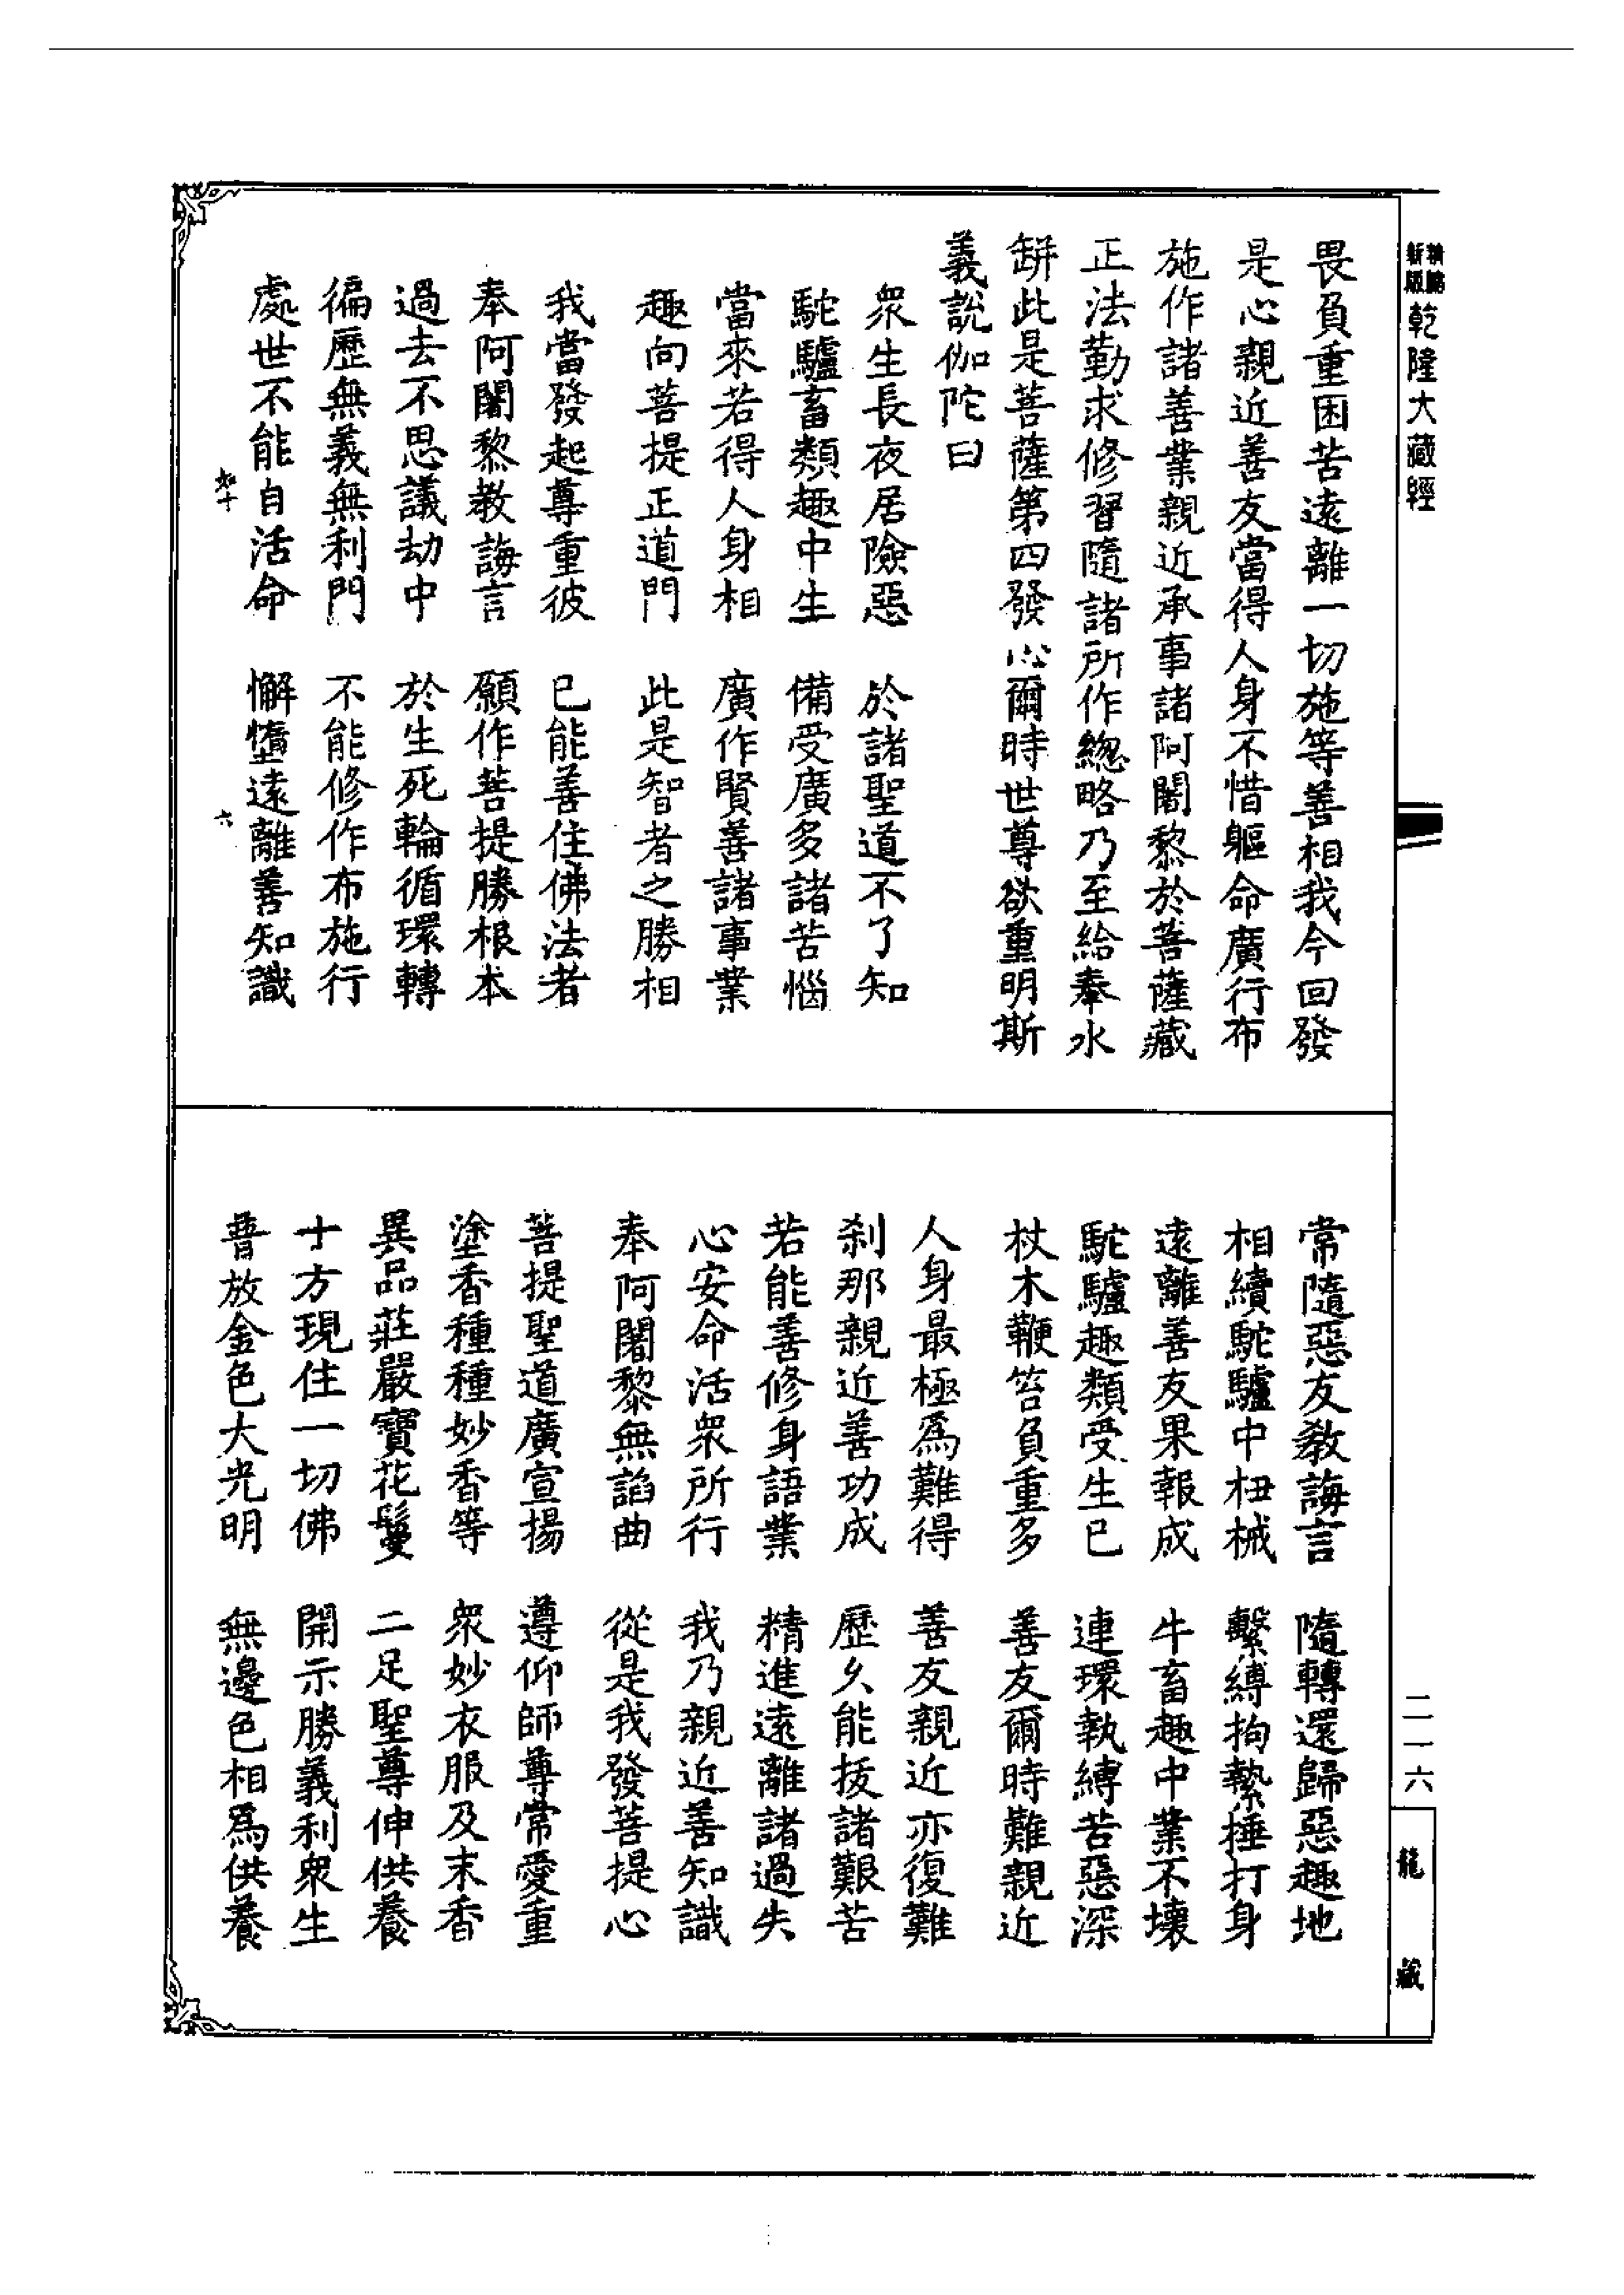 新版
乾隆大藏經
畏負重困苦遠離一切施等善相我今回發
是心親近善友當得人身不惜軀命廣行布
施作諸善業親近承事諸阿闍黎於菩薩藏
正法勤求修習隨諸所作緫略乃至給奉水
缾此是菩薩第四發心爾時世尊欲重明斯
義說伽陀曰
衆生長夜居險惡　於諸聖道不了知
駝驢畜類趣中生　備受廣多諸苦惱
當來若得人身相　廣作賢善諸事業
趣向菩提正道門　此是智者之勝相
我當發起尊重彼　已能善住佛法者
奉阿闍黎教誨言　願作菩提勝根本
過去不思議劫中　於生死輪循環轉
徧歷無義無利門　不能修作布施行
處世不能自活命　懈墮遠離善知識
如十
六
常隨惡友教誨言　隨轉還歸惡趣地
相續駝驢中杻械　繫縛拘縶捶打身
遠離善友果報成　牛畜趣中業不壞
駝驢趣類受生已　連環執縛苦惡深
杖木鞭笞負重多　善友爾時難親近
人身最極爲難得　善友親近亦復難
刹那親近善功成　歷久能拔諸艱苦
若能善修身語業　精進遠離諸過失
心安命活衆所行　我乃親近善知識
奉阿闍黎無諂曲　從是我發菩提心
菩提聖道廣宣揚　遵仰師尊常愛重
塗香種種妙香等　衆妙衣服及末香
異品莊嚴寶花鬘　二足聖尊伸供養
十方現住一切佛　開示勝義利衆生
普放金色大光明　無邊色相爲供養
二一六
龍藏